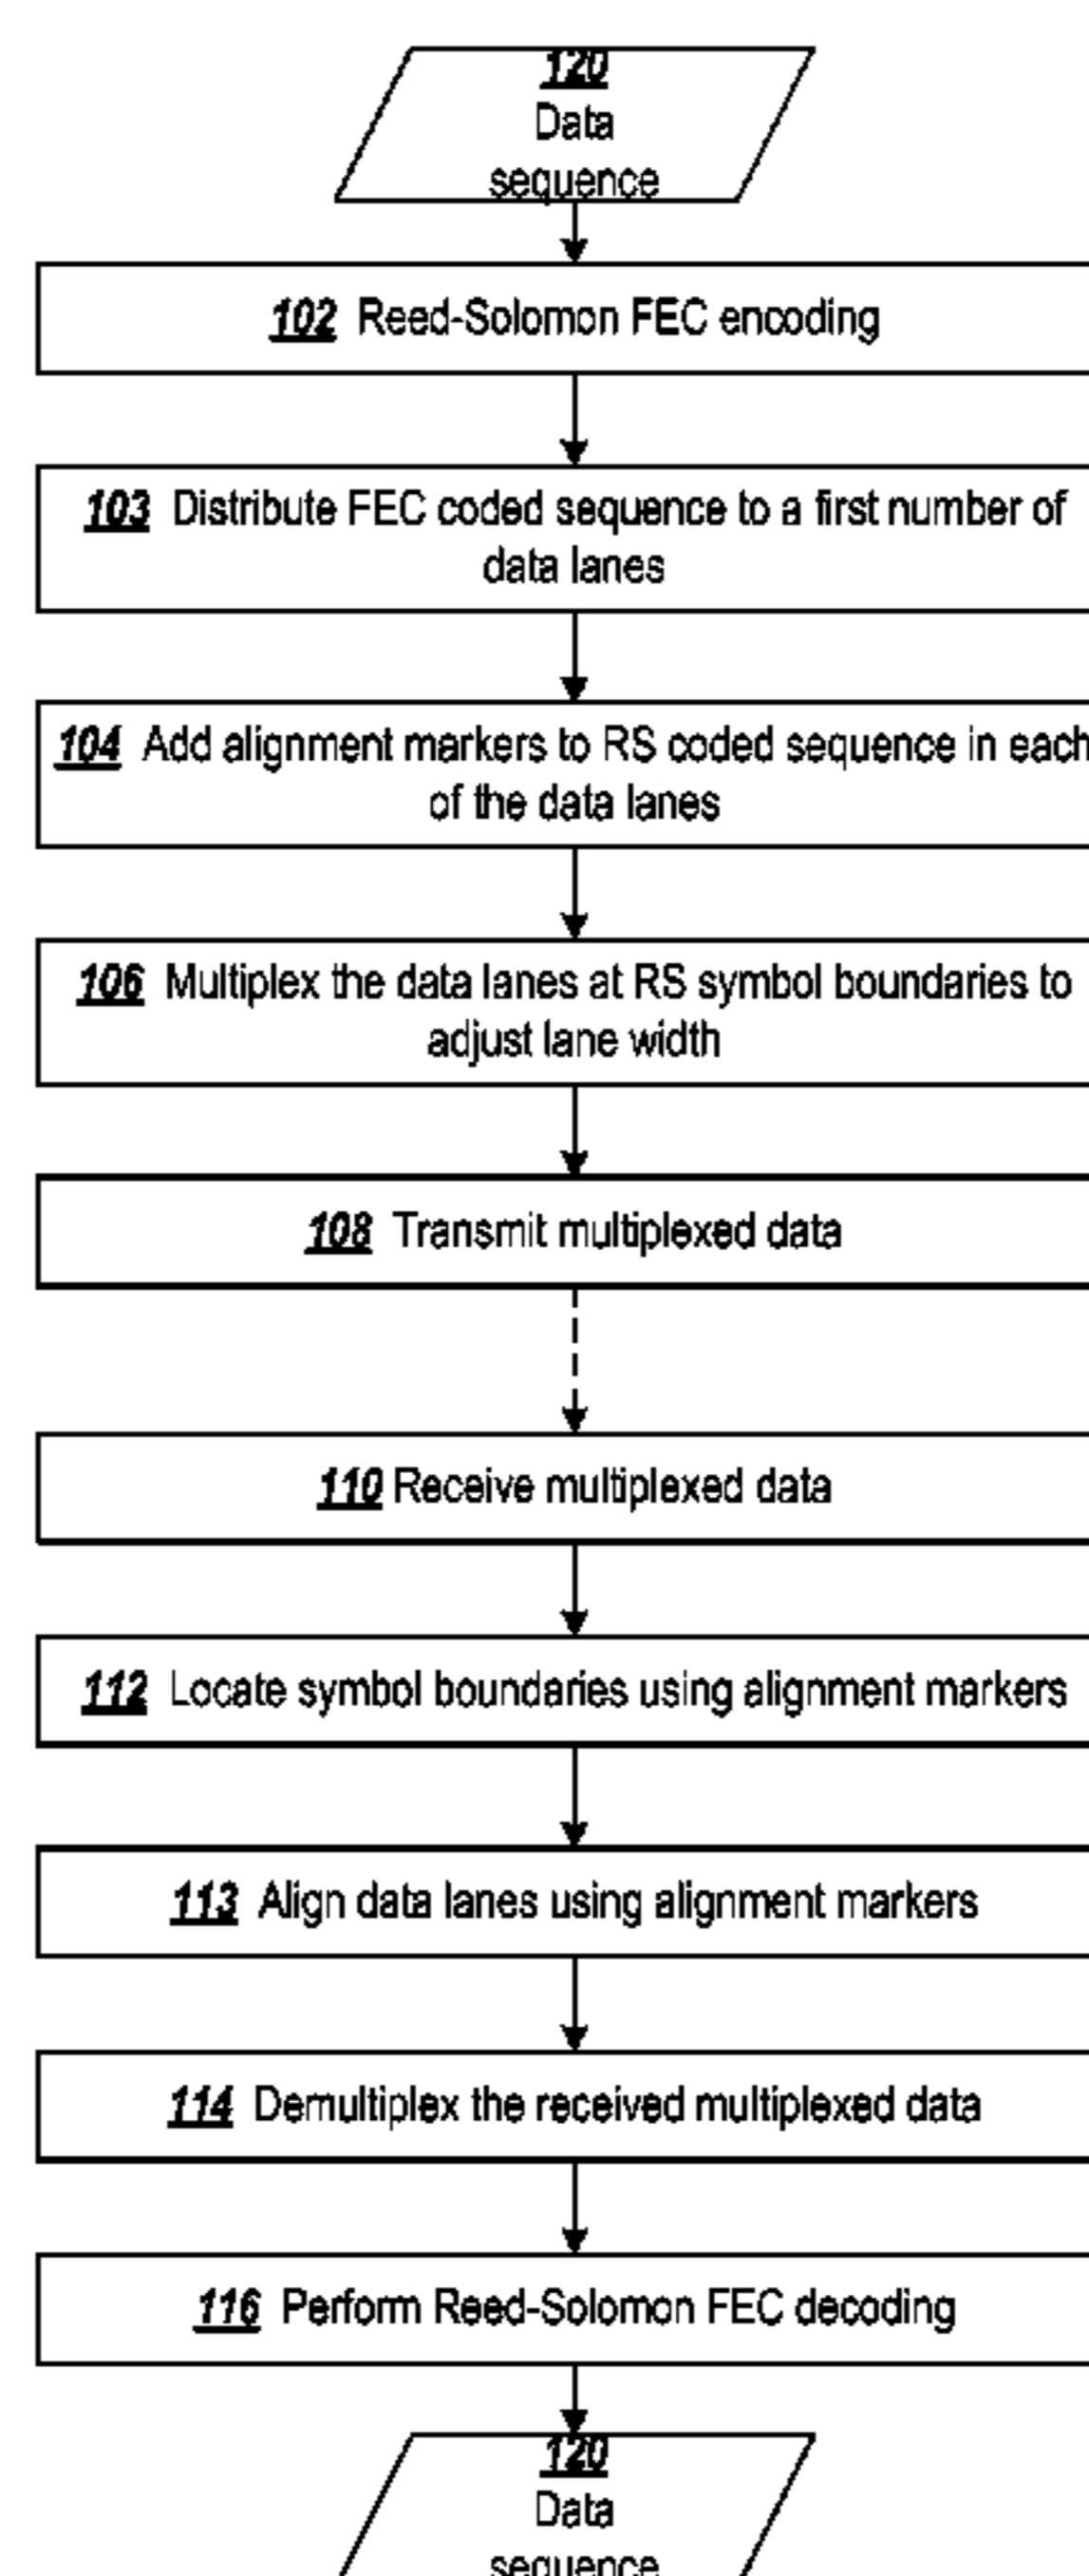 120
Data
sequence
102 Reed-Solomon FEC encoding
103 Distribute FEC coded sequence to a first number of
data lanes
104 Add alignment markers to RS coded sequence in each
of the data lanes
106 Multiplex the data lanes at RS symbol boundaries to
adjust lane width
108 Transmit multiplexed data
110 Receive multiplexed data
112 Locate symbol boundaries using alignment markers
113 Align data lanes using alignment markers
114 Demultiplex the received multiplexed data
116 Perform Reed-Solomon FEC decoding
120
Data
sequence